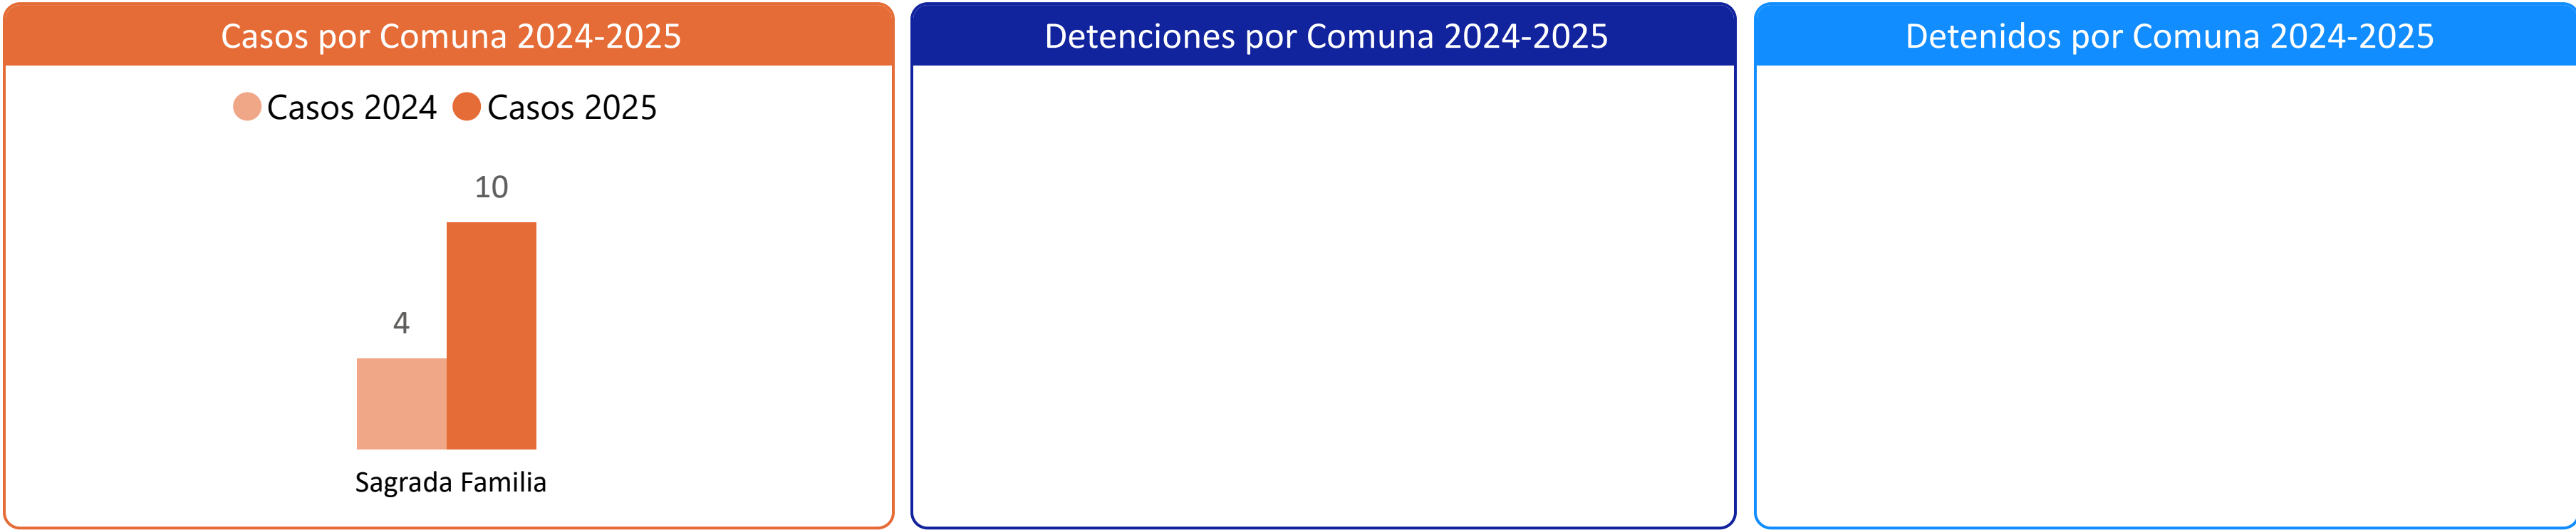 Casos por Comuna 2024-2025
Casos 2024 Casos 2025
10
4
Sagrada Familia
Detenciones por Comuna 2024-2025
Detenidos por Comuna 2024-2025